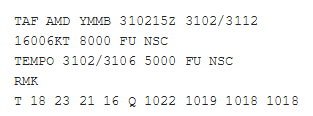 TAF AMD YMMB 310215Z 3102/3112
16006KT 8000 FU NSC
TEMPO 3102/3106 5000 FU NSC
RMK
T 18 23 21 16 Q 1022 1019 1018 1018